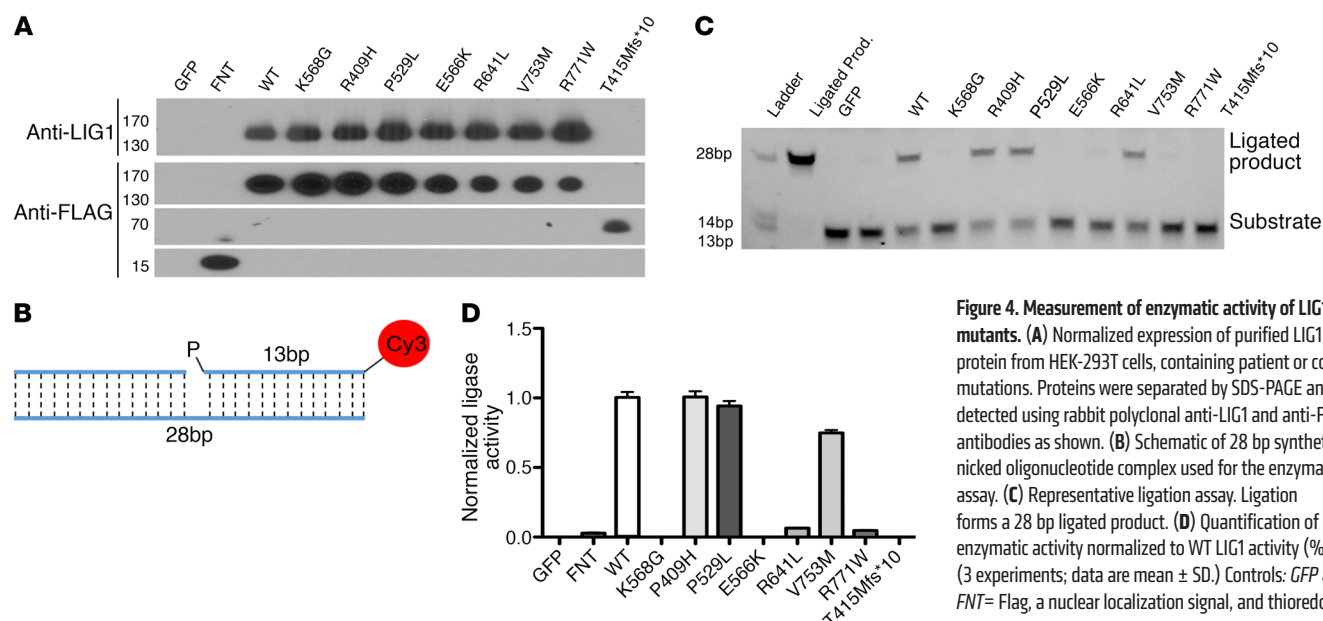 A
GFP
FNT
WT
K568G
R409H
P529L
E566K
R641L
V753M
R771W
T415Mfs*10
Anti-LIG1
170
130
Anti-FLAG
170
130
70
15
B
P
13bp
Cy3
28bp
C
Ladder
Ligated Prod.
GFP
WT
K568G
R409H
P529L
E566K
R641L
V753M
R771W
T415Mfs*10
28bp
14bp
13bp
Ligated
product
Substrate
D
Normalized ligase
activity
1.5
1.0
0.5
0.0
GFP
FNT
WT
K568G
P409H
P529L
E566K
R641L
V753M
R771W
T415Mfs*10
Figure 4. Measurement of enzymatic activity of LIG1
mutants. (A) Normalized expression of purified LIG1
protein from HEK-293T cells, containing patient or co
mutations. Proteins were separated by SDS-PAGE an
detected using rabbit polyclonal anti-LIG1 and anti-F
antibodies as shown. (B) Schematic of 28 bp synthet
nicked oligonucleotide complex used for the enzyma
assay. (C) Representative ligation assay. Ligation
forms a 28 bp ligated product. (D) Quantification of
enzymatic activity normalized to WT LIG1 activity (%
(3 experiments; data are mean ± SD.) Controls: GFP
FNT= Flag, a nuclear localization signal, and thioredo